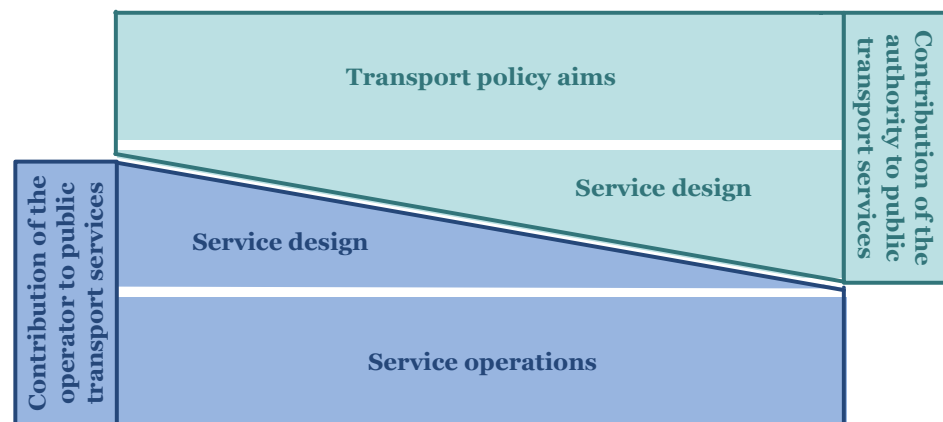 Transport policy aims
Contribution of the
authority to public
transport services
Service design
Service design
Contribution of the
operator to public
transport services
Service operations